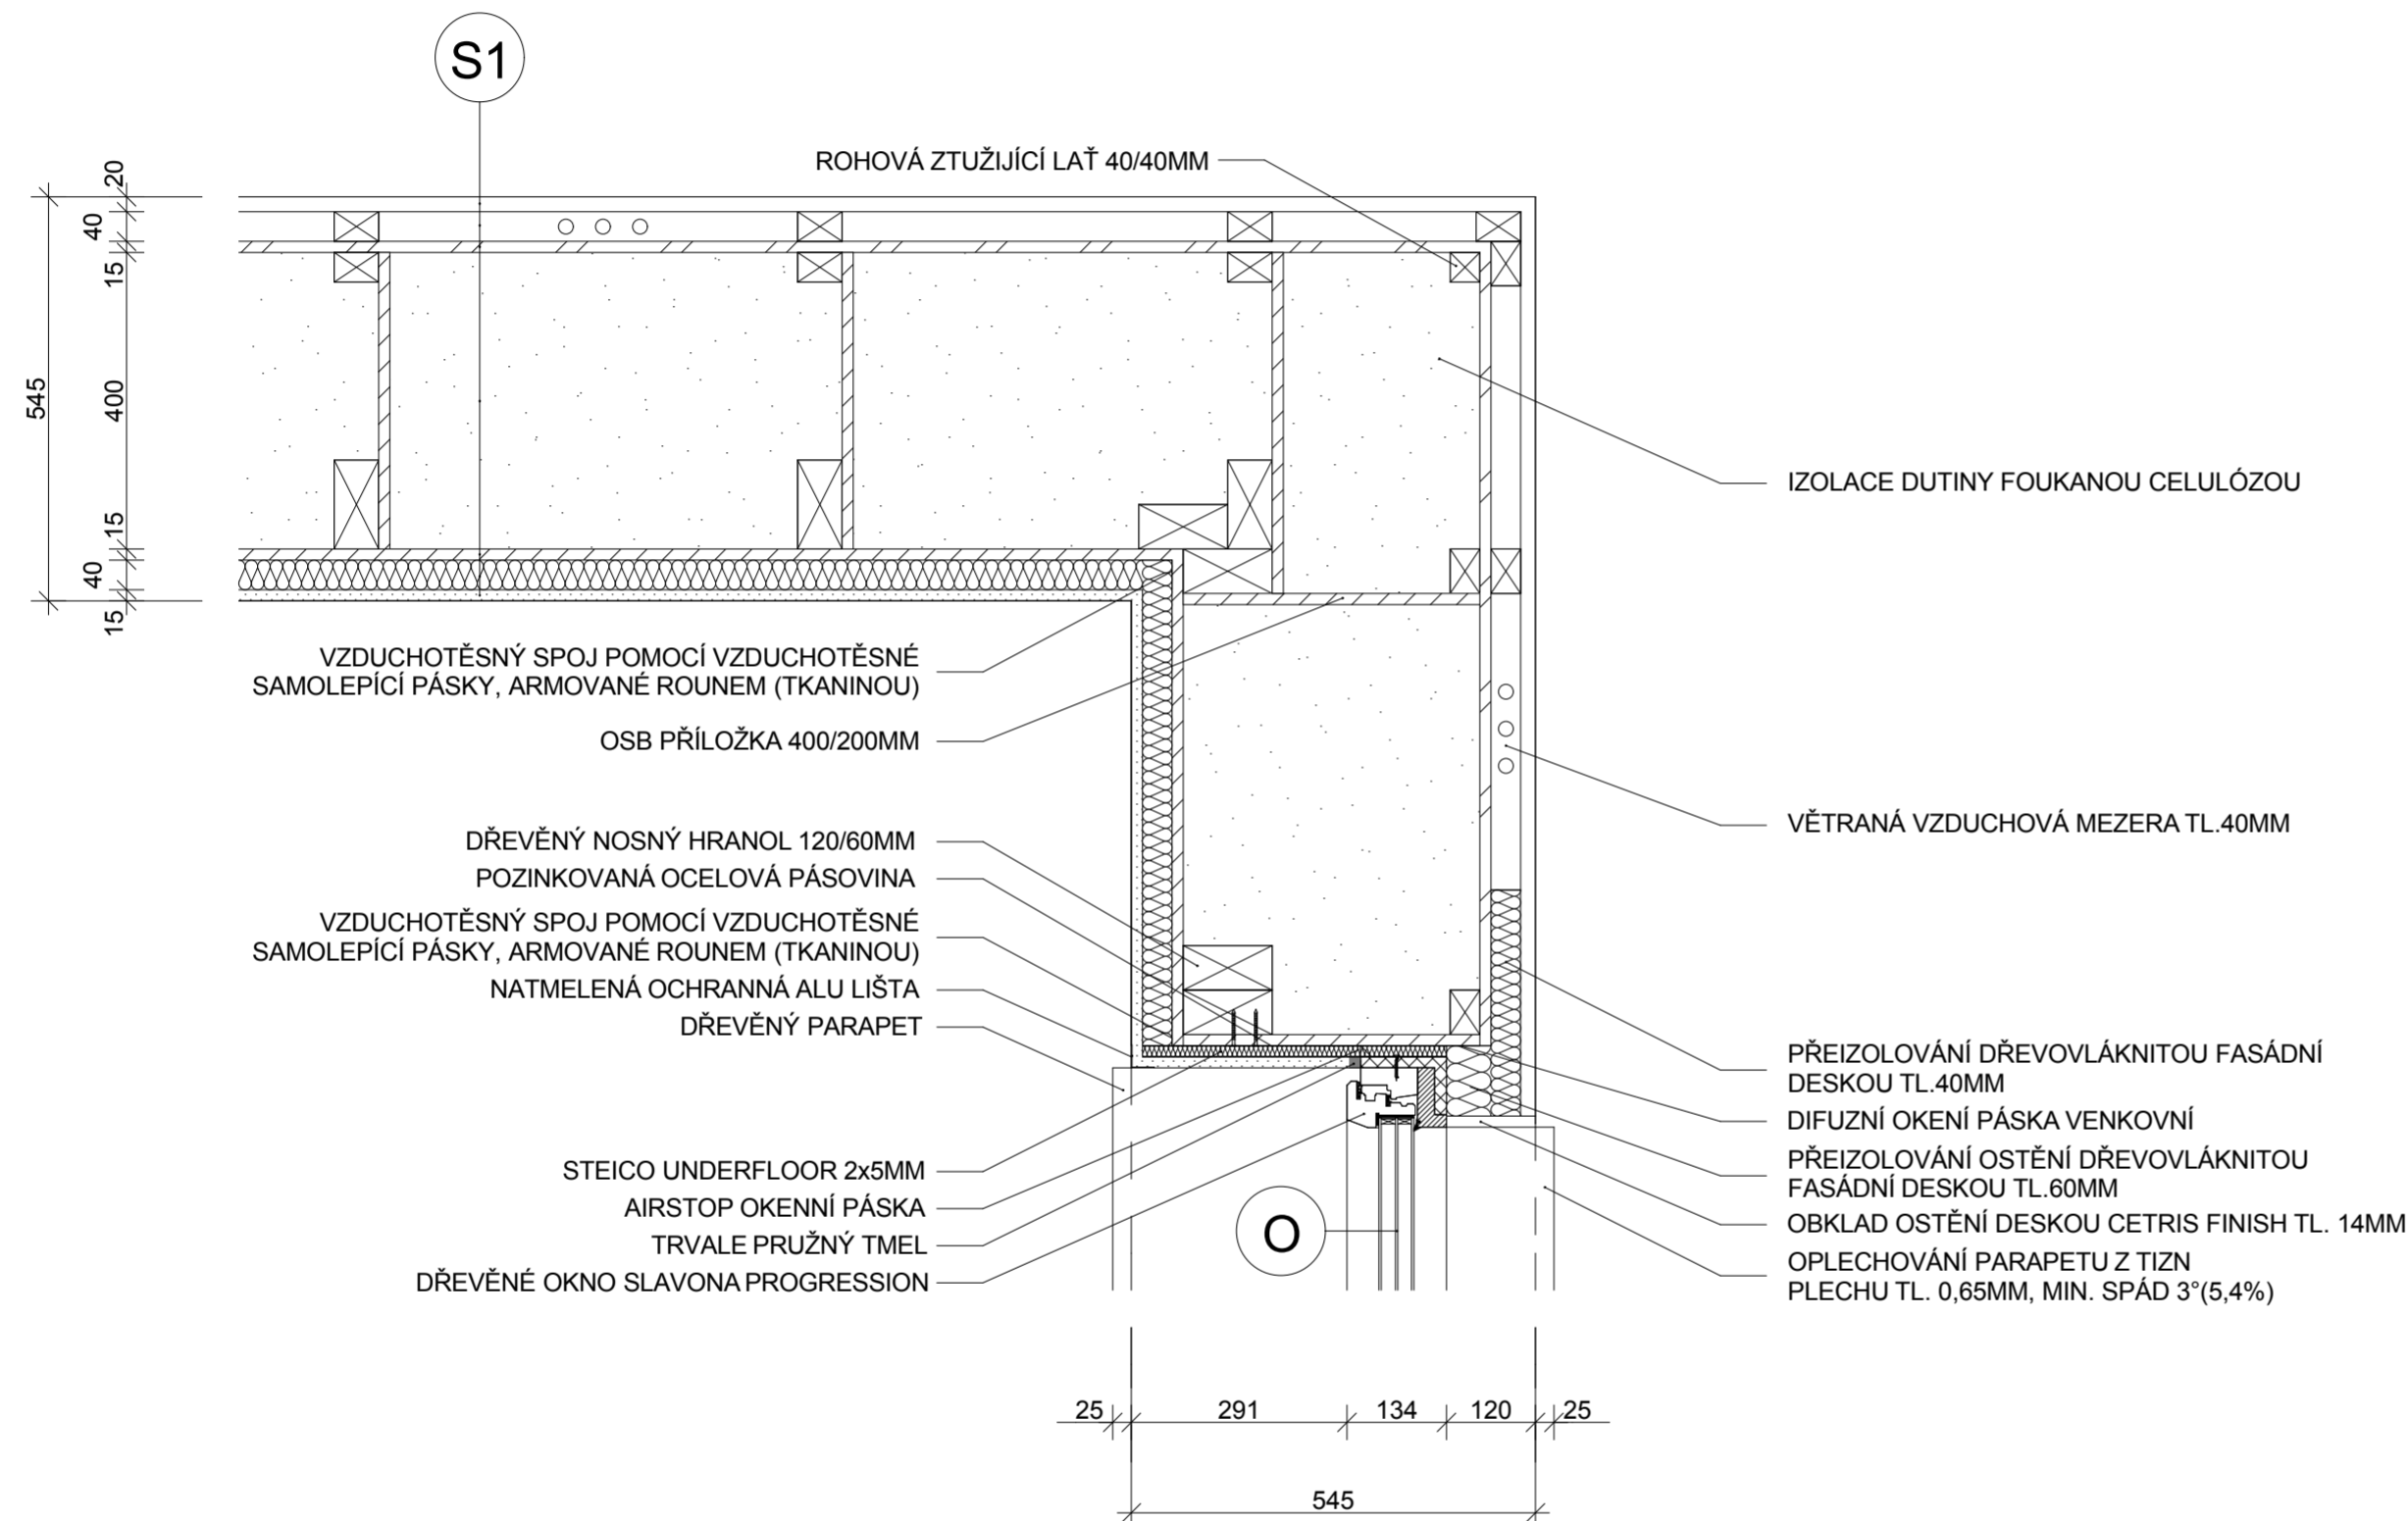 S1
ROHOVÁ ZTUŽIJÍCÍ LAŤ 40/40MM
20
40
15
400
15
40
15
545
IZOLACE DUTINY FOUKANOU CELULÓZOU
VZDUCHOTĚSNÝ SPOJ POMOCÍ VZDUCHOTĚSNÉ
SAMOLEPÍCÍ PÁSKY, ARMOVANÉ ROUNEM (TKANINOU)
OSB PŘÍLOŽKA 400/200MM
VĚTRANÁ VZDUCHOVÁ MEZERA TL.40MM
DŘEVĚNÝ NOSNÝ HRANOL 120/60MM
POZINKOVANÁ OCELOVÁ PÁSOVINA
VZDUCHOTĚSNÝ SPOJ POMOCÍ VZDUCHOTĚSNÉ
SAMOLEPÍCÍ PÁSKY, ARMOVANÉ ROUNEM (TKANINOU)
NATMELENÁ OCHRANNÁ ALU LIŠTA
DŘEVĚNÝ PARAPET
PŘEIZOLOVÁNÍ DŘEVOVLÁKNITOU FASÁDNÍ
DESKOU TL.40MM
DIFUZNÍ OKENÍ PÁSKA VENKOVNÍ
PŘEIZOLOVÁNÍ OSTĚNÍ DŘEVOVLÁKNITOU
FASÁDNÍ DESKOU TL.60MM
OBKLAD OSTĚNÍ DESKOU CETRIS FINISH TL. 14MM
OPLECHOVÁNÍ PARAPETU Z TIZN
PLECHU TL. 0,65MM, MIN. SPÁD 3°(5,4%)
STEICO UNDERFLOOR 2x5MM
AIRSTOP OKENNÍ PÁSKA
TRVALE PRUŽNÝ TMEL
DŘEVĚNÉ OKNO SLAVONA PROGRESSION
O
25 291 134 120 25
545